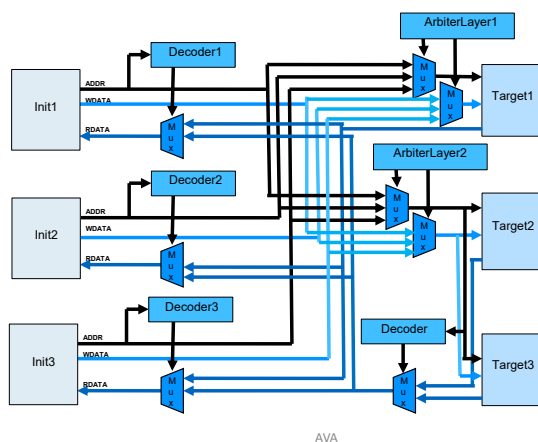 ArbiterLayer1
Decoder1
Init1
ADDR
WDATA
RDATA
Mux
Mux
Mux
Target1
ArbiterLayer2
Decoder2
Init2
ADDR
WDATA
RDATA
Mux
Mux
Mux
Target2
Decoder3
Decoder
Init3
ADDR
WDATA
RDATA
Mux
Mux
Target3
AVA